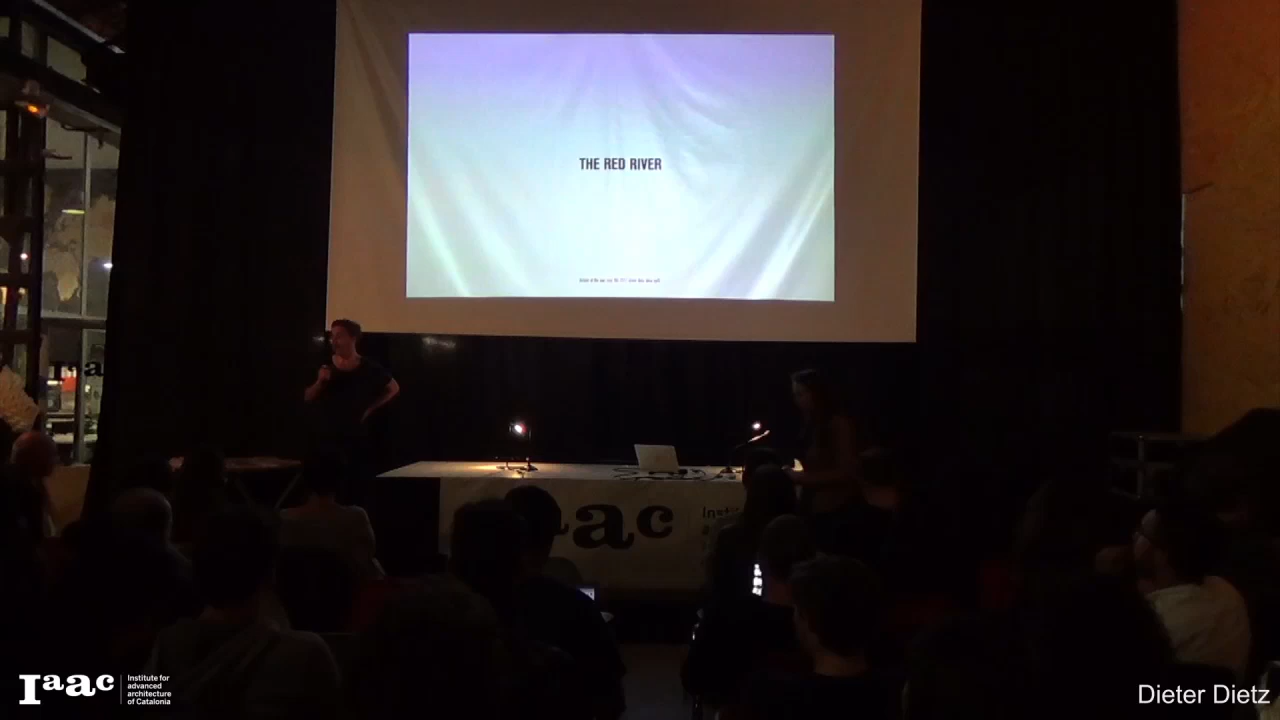 THE RED RIVER
Iaac
Institute for
advanced
architecture
of Catalonia
Dieter Dietz